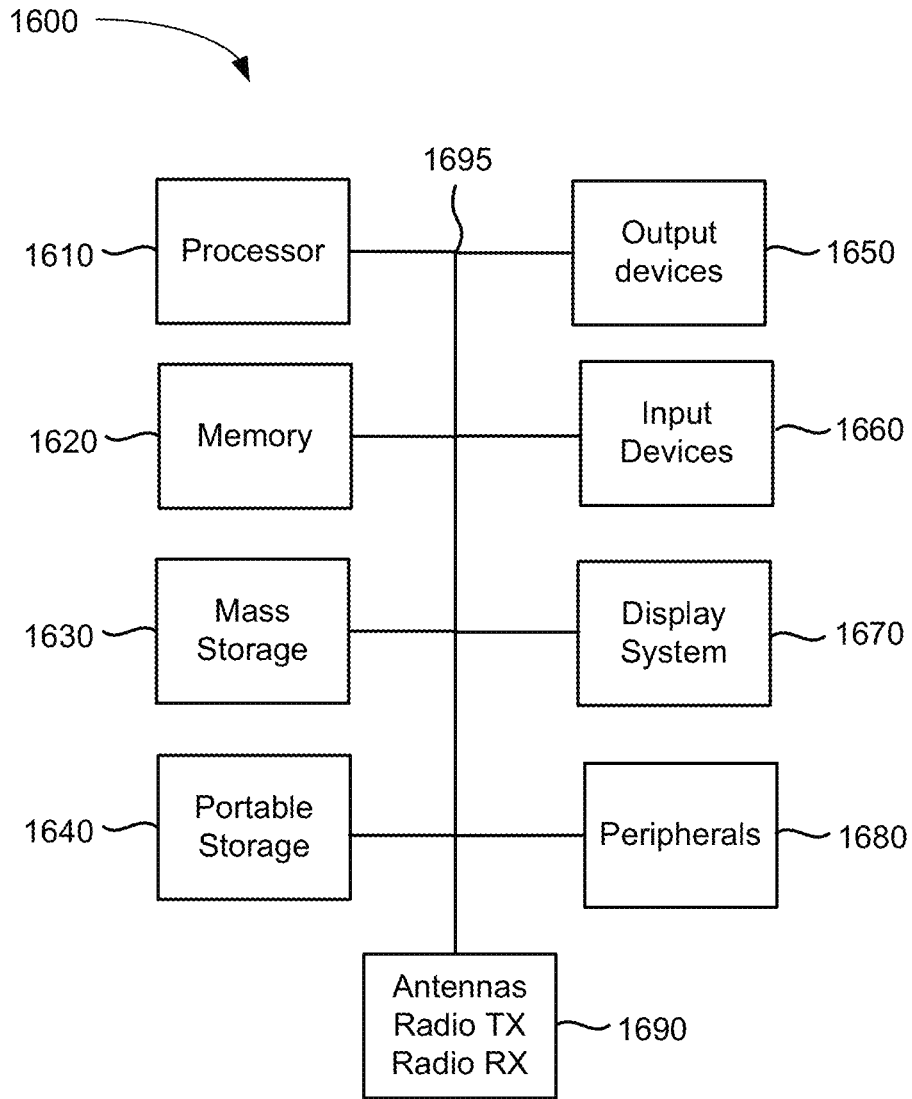 1600
1695
Processor
1610
Output
devices
1650
Memory
1620
Input
Devices
1660
Mass
Storage
1630
Display
System
1670
Portable
Storage
1640
Peripherals
1680
Antennas
Radio TX
Radio RX
1690